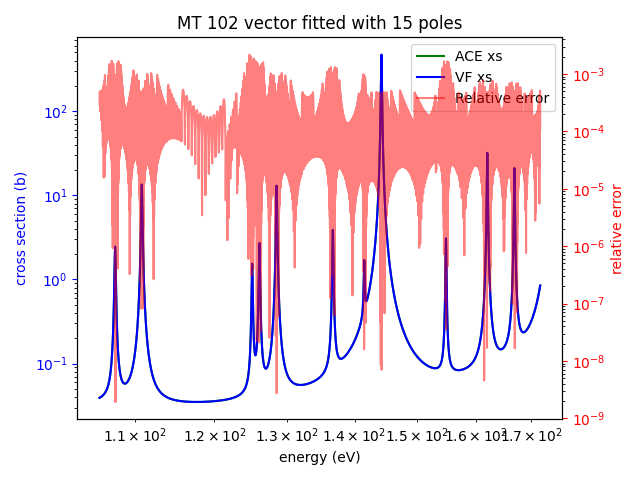 MT 102 vector fitted with 15 poles
ACE xs
VF xs
Relative error
cross section (b)
10²
10¹
10⁰
10⁻¹
10⁻³
10⁻⁴
10⁻⁵
10⁻⁶
10⁻⁷
10⁻⁸
10⁻⁹
relative error
1.1 × 10² 1.2 × 10² 1.3 × 10² 1.4 × 10² 1.5 × 10² 1.6 × 10² 1.7 × 10²
energy (eV)